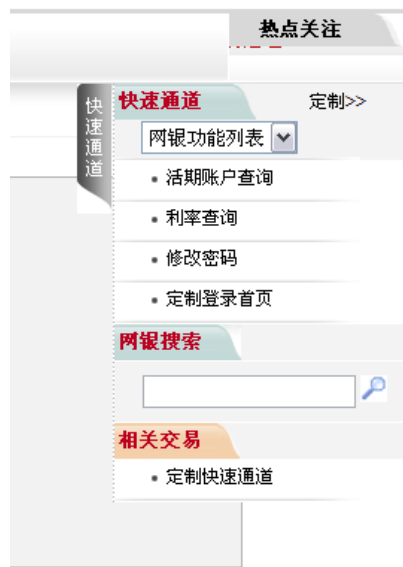 热点关注
快速通道
快速通道
定制>>
网银功能列表
活期账户查询
利率查询
修改密码
定制登录首页
网银搜索
相关交易
定制快速通道